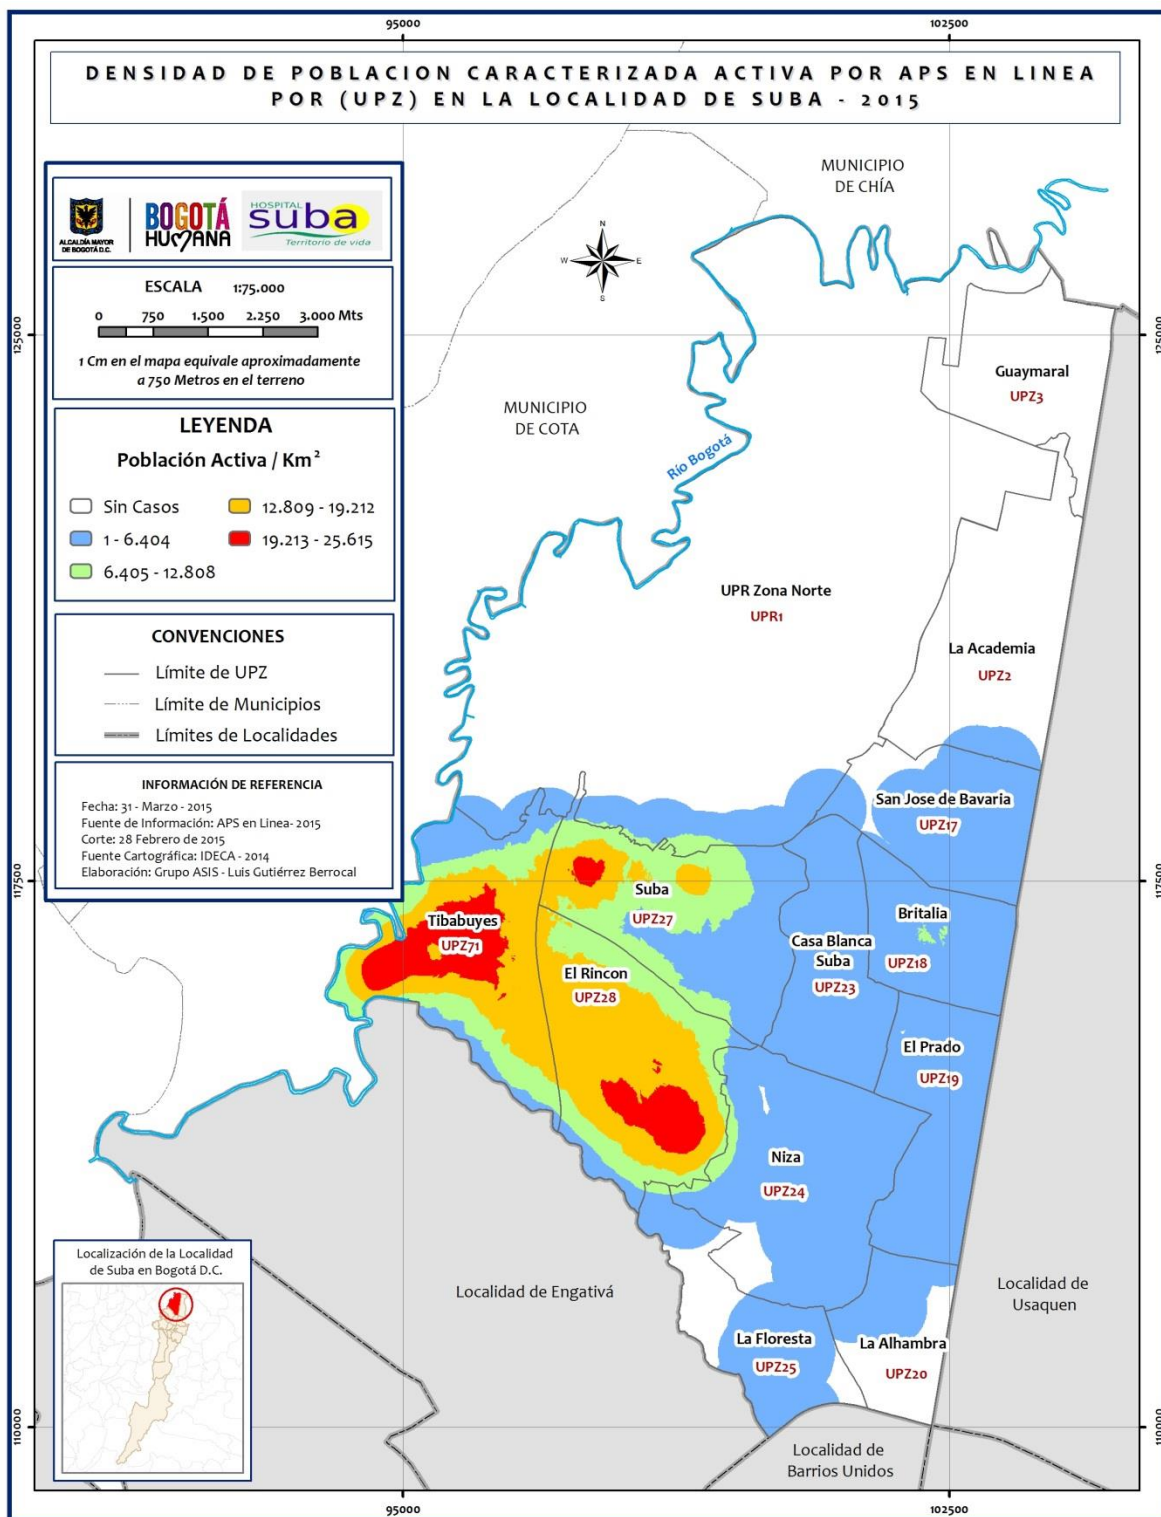 95000
102500
DENSIDAD DE POBLACION CARACTERIZADA ACTIVA POR APS EN LINEA
POR (UPZ) EN LA LOCALIDAD DE SUBA - 2015
ALCALDÍA MAYOR
DE BOGOTÁ D.C.
BOGOTÁ
HUMANA
HOSPITAL
suba
Territorio de vida
ESCALA 1:75.000
0 750 1.500 2.250 3.000 Mts
1 Cm en el mapa equivale aproximadamente
a 750 Metros en el terreno
LEYENDA
Población Activa / Km²
Sin Casos
1 - 6.404
6.405 - 12.808
12.809 - 19.212
19.213 - 25.615
CONVENCIONES
Límite de UPZ
Límite de Municipios
Límites de Localidades
INFORMACIÓN DE REFERENCIA
Fecha: 31 - Marzo - 2015
Fuente de Información: APS en Linea- 2015
Corte: 28 Febrero de 2015
Fuente Cartográfica: IDECA - 2014
Elaboración: Grupo ASIS - Luis Gutiérrez Berrocal
N
W
E
S
MUNICIPIO
DE CHÍA
125000
125000
Guaymaral
UPZ3
MUNICIPIO
DE COTA
Río Bogotá
UPR Zona Norte
UPR1
La Academia
UPZ2
San Jose de Bavaria
UPZ17
117500
117500
Suba
UPZ27
Tibabuyes
UPZ71
Britalia
UPZ18
Casa Blanca
Suba
UPZ23
El Rincon
UPZ28
El Prado
UPZ19
Niza
UPZ24
Localización de la Localidad
de Suba en Bogotá D.C.
Localidad de Engativá
Localidad de
Usaquen
La Floresta
UPZ25
La Alhambra
UPZ20
110000
110000
Localidad de
Barrios Unidos
95000
102500